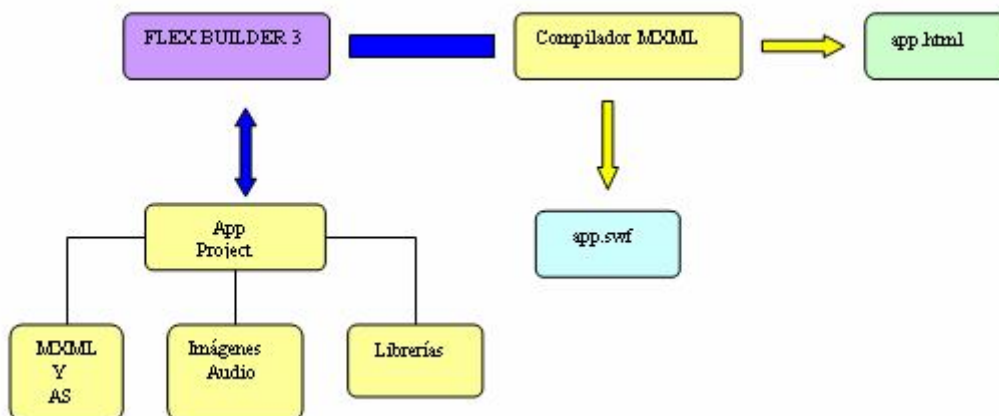 FLEX BUILDER 3
Compilador MXML
app.html
App
Project
app.swf
MXML
Y
AS
Imágenes
Audio
Librerías